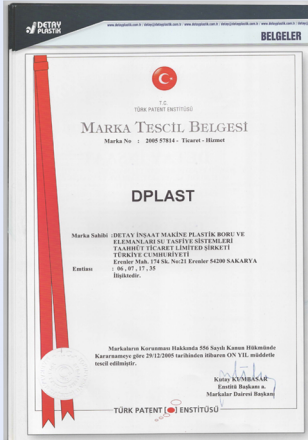 DETAY
PLASTİK
BELGELER
T.C.
TÜRK PATENT ENSTİTÜSÜ
MARKA TESCİL BELGESİ
Marka No : 2005 57814 - Ticaret - Hizmet
DPLAST
Marka Sahibi :DETAY İNŞAAT MAKİNE PLASTİK BORU VE
ELEMANLARI SU TASFİYE SİSTEMLERİ
TAAHHÜT TİCARET LİMİTED ŞİRKETİ
TÜRKİYE CUMHURİYETİ
Erenler Mah. 174 Sk. No:21 Erenler 54200 SAKARYA
Emtiası : 06 , 07 , 17 , 35
İlişiktedir.
Markaların Korunması Hakkında 556 Sayılı Kanun Hükmünde
Kararnameye göre 29/12/2005 tarihinden itibaren ON YIL müddetle
tescil edilmiştir.
Kutay KUMBASAR
Enstitü Başkanı a.
Markalar Dairesi Başkanı
TÜRK PATENT ENSTİTÜSÜ